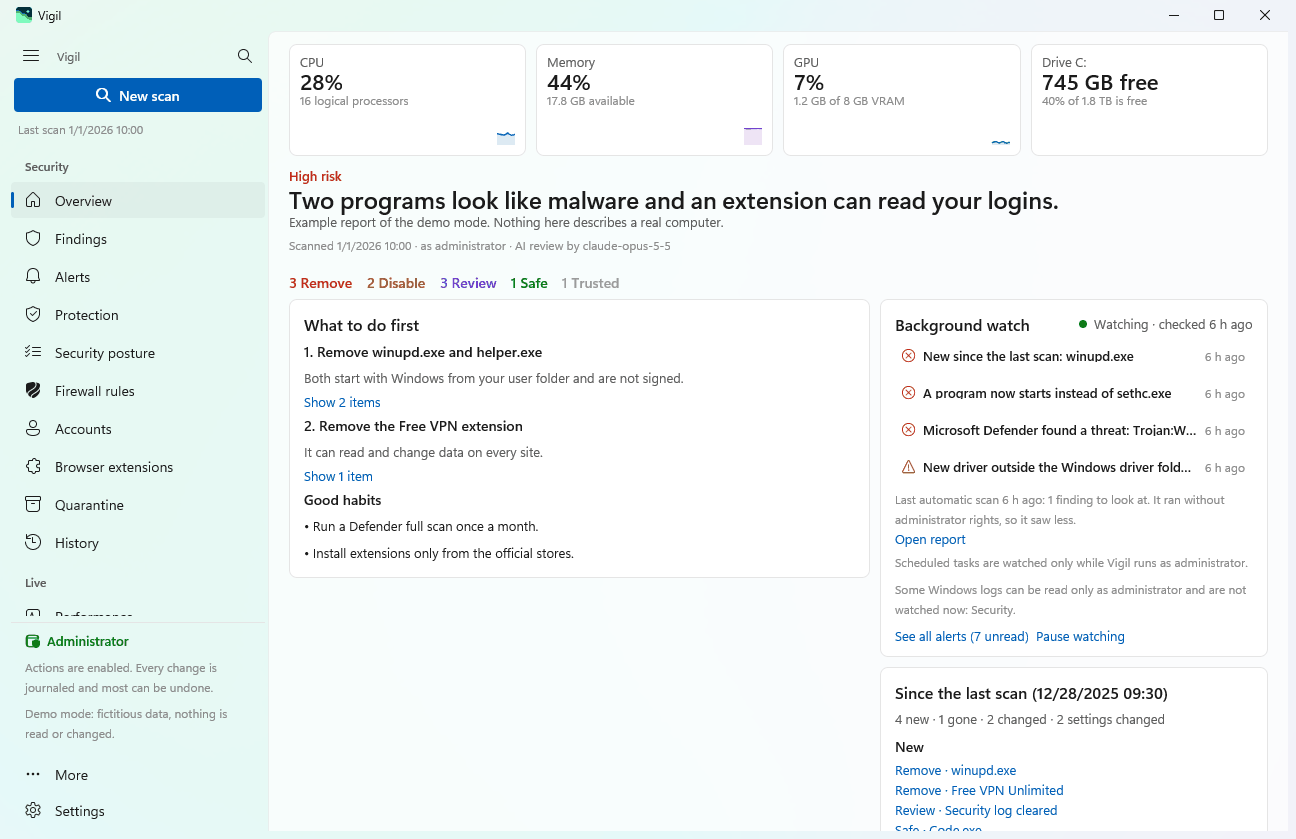 Vigil
Vigil
New scan
Last scan 1/1/2026 10:00
Security
Overview
Findings
Alerts
Protection
Security posture
Firewall rules
Accounts
Browser extensions
Quarantine
History
Live
Performance
Administrator
Actions are enabled. Every change is
journaled and most can be undone.
Demo mode: fictitious data, nothing is
read or changed.
More
Settings
CPU
28%
16 logical processors
Memory
44%
17.8 GB available
GPU
7%
1.2 GB of 8 GB VRAM
Drive C:
745 GB free
40% of 1.8 TB is free
High risk
Two programs look like malware and an extension can read your logins.
Example report of the demo mode. Nothing here describes a real computer.
Scanned 1/1/2026 10:00 · as administrator · AI review by claude-opus-5-5
3 Remove 2 Disable 3 Review 1 Safe 1 Trusted
What to do first
1. Remove winupd.exe and helper.exe
Both start with Windows from your user folder and are not signed.
Show 2 items
2. Remove the Free VPN extension
It can read and change data on every site.
Show 1 item
Good habits
• Run a Defender full scan once a month.
• Install extensions only from the official stores.
Background watch
Watching · checked 6 h ago
New since the last scan: winupd.exe 6 h ago
A program now starts instead of sethc.exe 6 h ago
Microsoft Defender found a threat: Trojan:W... 6 h ago
New driver outside the Windows driver fold... 6 h ago
Last automatic scan 6 h ago: 1 finding to look at. It ran without
administrator rights, so it saw less.
Open report
Scheduled tasks are watched only while Vigil runs as administrator.
Some Windows logs can be read only as administrator and are not
watched now: Security.
See all alerts (7 unread) Pause watching
Since the last scan (12/28/2025 09:30)
4 new · 1 gone · 2 changed · 2 settings changed
New
Remove · winupd.exe
Remove · Free VPN Unlimited
Review · Security log cleared
Safe · Code.exe